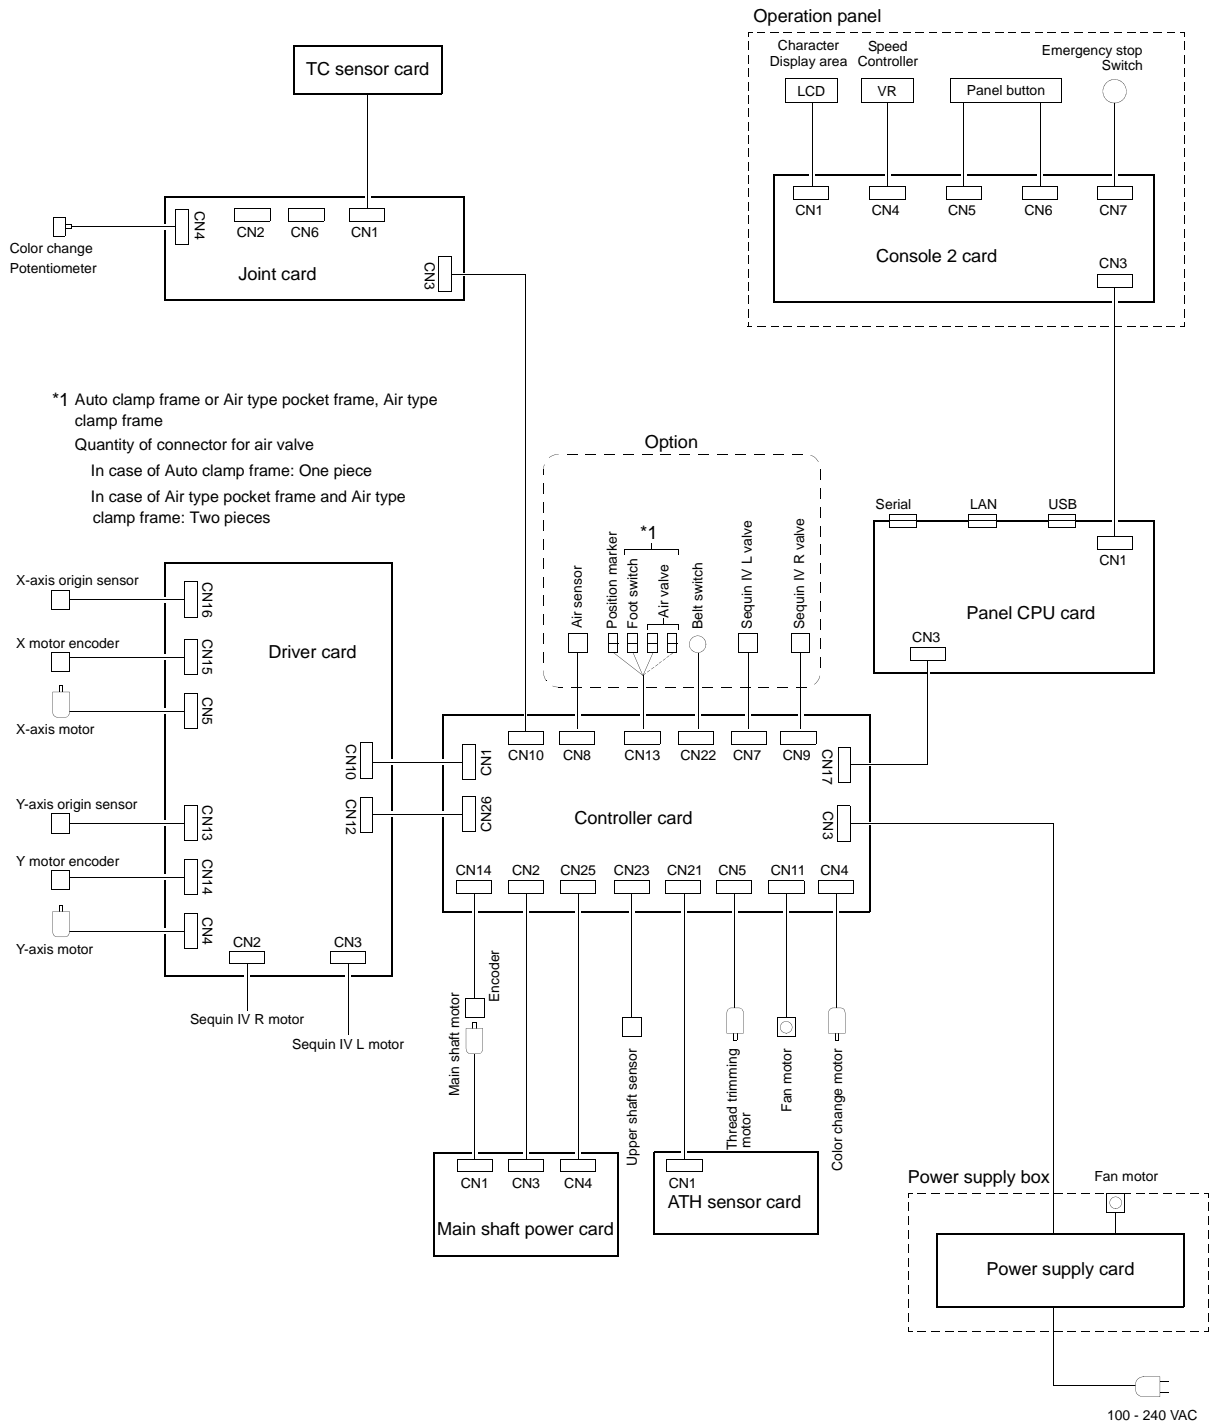 Operation panel
Character
Display area
Speed
Controller
Emergency stop
Switch
LCD
VR
Panel button
TC sensor card
CN1
CN4
CN5
CN6
CN7
Console 2 card
CN3
CN4
CN2
CN6
CN1
Color change
Potentiometer
Joint card
CN3
*1 Auto clamp frame or Air type pocket frame, Air type
clamp frame
Quantity of connector for air valve
In case of Auto clamp frame: One piece
In case of Air type pocket frame and Air type
clamp frame: Two pieces
Option
*1
Air sensor
Position marker
Foot switch
Air valve
Belt switch
Sequin IV L valve
Sequin IV R valve
Serial
LAN
USB
CN1
Panel CPU card
CN3
X-axis origin sensor
CN16
X motor encoder
CN15
Driver card
CN5
X-axis motor
CN10
CN12
Y-axis origin sensor
CN13
Y motor encoder
CN14
CN4
Y-axis motor
CN2
CN3
Sequin IV R motor
Sequin IV L motor
CN1
CN10
CN8
CN13
CN22
CN7
CN9
CN17
CN26
Controller card
CN3
CN14
CN2
CN25
CN23
CN21
CN5
CN11
CN4
Encoder
Main shaft motor
Upper shaft sensor
Thread trimming
motor
Fan motor
Color change motor
CN1
CN3
CN4
Main shaft power card
CN1
ATH sensor card
Power supply box
Fan motor
Power supply card
100 - 240 VAC